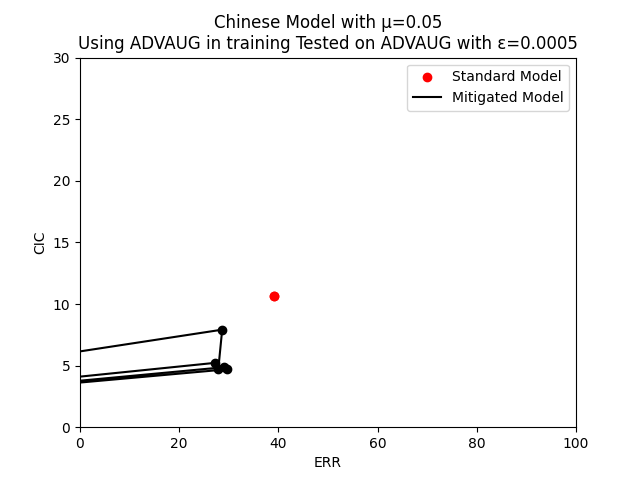 Chinese Model with μ=0.05
Using ADVAUG in training Tested on ADVAUG with ε=0.0005
Standard Model
Mitigated Model
30
25
20
15
10
5
0
CIC
0 20 40 60 80 100
ERR